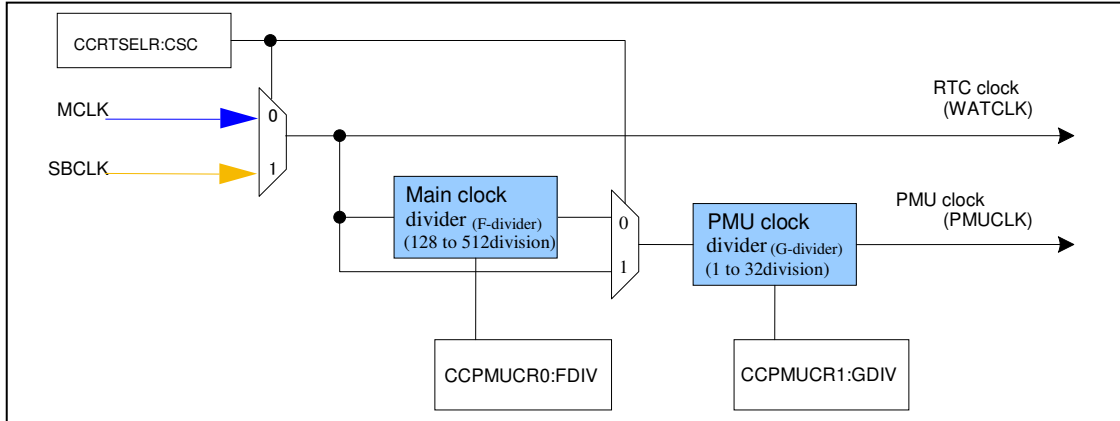 CCRTSELR:CSC
MCLK
0
RTC clock
(WATCLK)
SBCLK
1
Main clock
divider (F-divider)
(128 to 512division)
0
1
PMU clock
divider (G-divider)
(1 to 32division)
PMU clock
(PMUCLK)
CCPMUCR0:FDIV
CCPMUCR1:GDIV